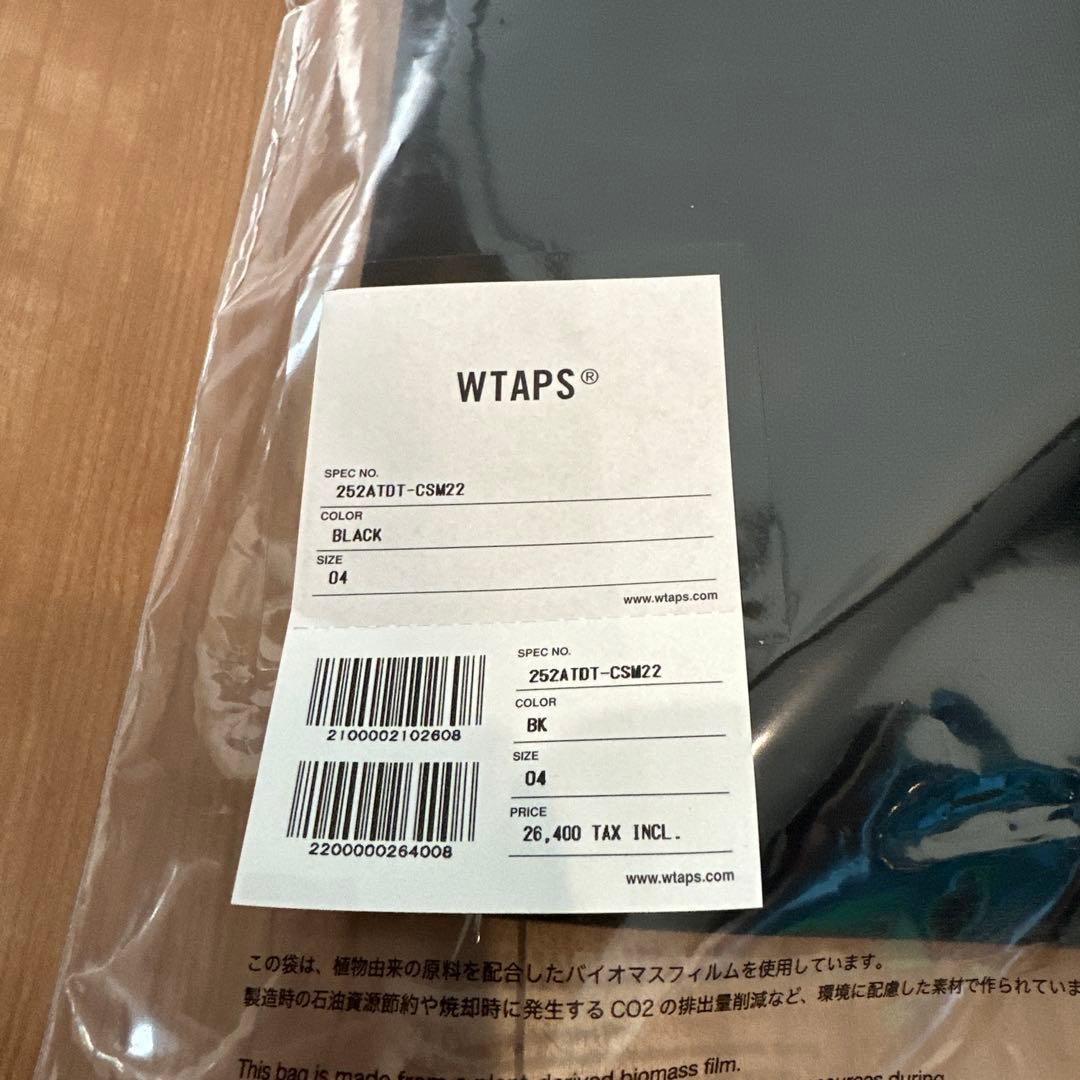 WTAPS®
SPEC NO.
252ATDT-CSM22
COLOR
BLACK
SIZE
04
www.wtaps.com
SPEC NO.
252ATDT-CSM22
COLOR
BK
SIZE
04
PRICE
26,400 TAX INCL.
www.wtaps.com
2100002102608
2200000264008
この袋は、植物由来の原料を配合したバイオマスフィルムを使用しています。
製造時の石油資源節約や焼却時に発生するCO2の排出量削減など、環境に配慮した素材で作られていま
This bag is made from a plant-derived biomass film.
during